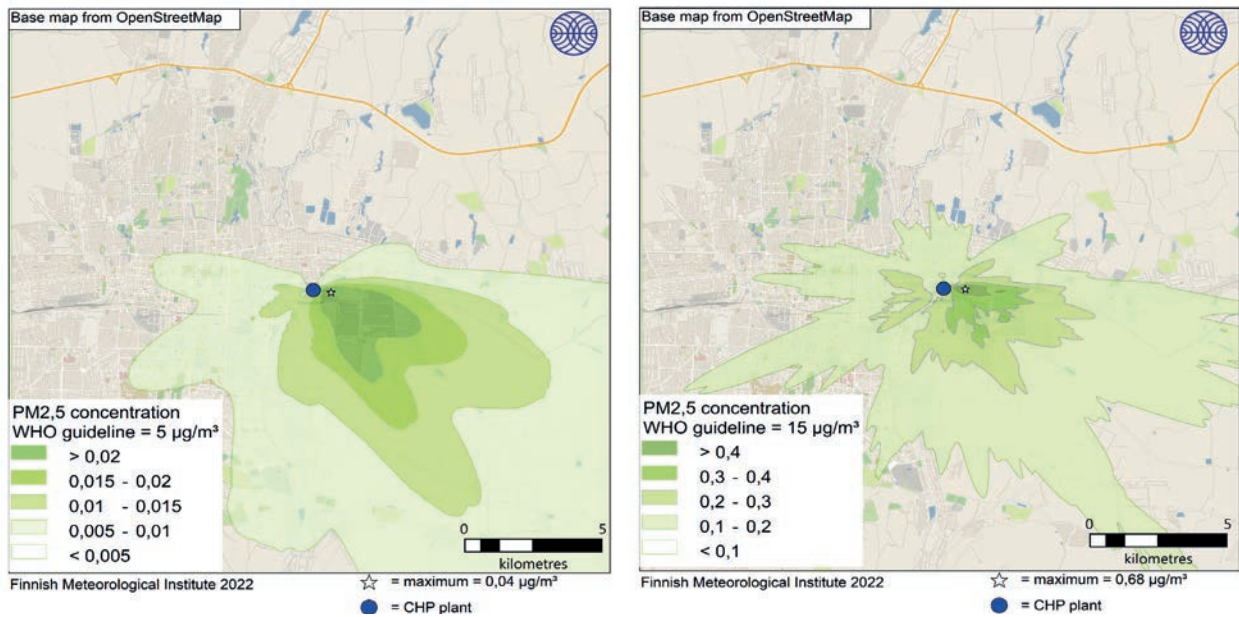 Base map from OpenStreetMap
PM2,5 concentration
WHO guideline = 5 µg/m³
> 0,02
0,015 - 0,02
0,01 - 0,015
0,005 - 0,01
< 0,005
0 5
kilometres
Finnish Meteorological Institute 2022
= maximum = 0,04 µg/m³
= CHP plant
Base map from OpenStreetMap
PM2,5 concentration
WHO guideline = 15 µg/m³
> 0,4
0,3 - 0,4
0,2 - 0,3
0,1 - 0,2
< 0,1
0 5
kilometres
Finnish Meteorological Institute 2022
= maximum = 0,68 µg/m³
= CHP plant